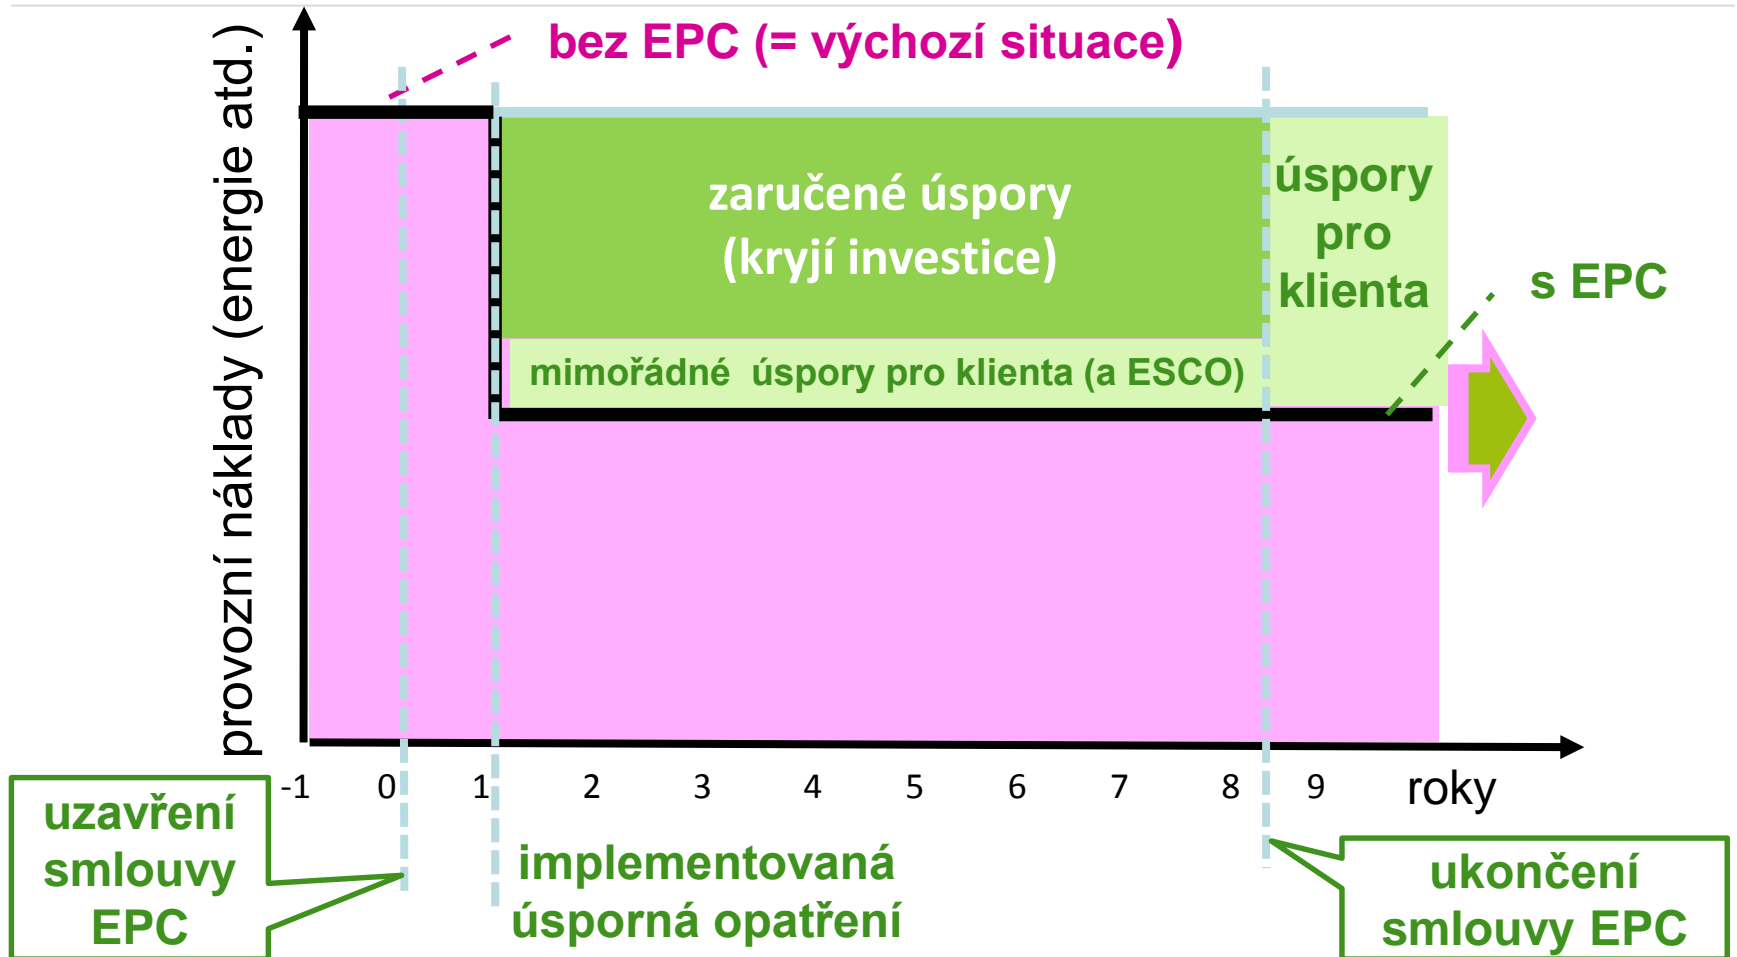 bez EPC (= výchozí situace)
provozní náklady (energie atd.)
zaručené úspory
(kryjí investice)
úspory
pro
klienta
s EPC
mimořádné úspory pro klienta (a ESCO)
-1 0 1 2 3 4 5 6 7 8 9 roky
uzavření
smlouvy
EPC
implementovaná
úsporná opatření
ukončení
smlouvy EPC